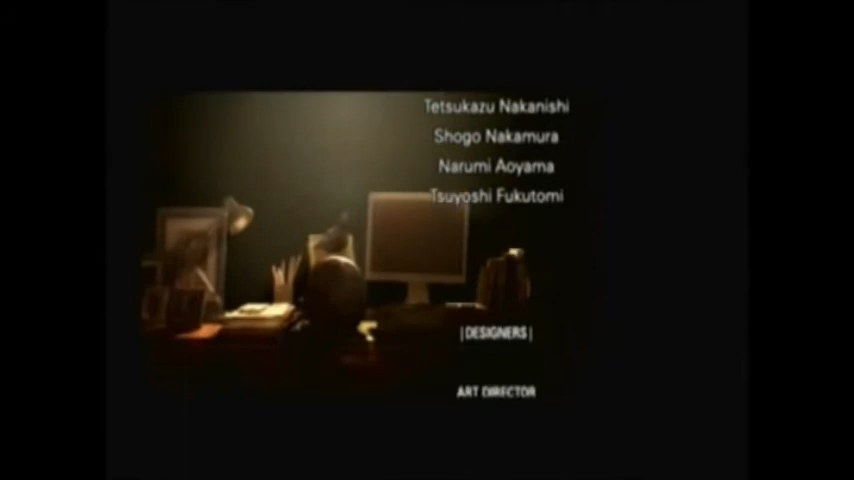 Tetsukazu Nakanishi
Shogo Nakamura
Narumi Aoyama
Tsuyoshi Fukutomi
|DESIGNERS|
ART DIRECTOR